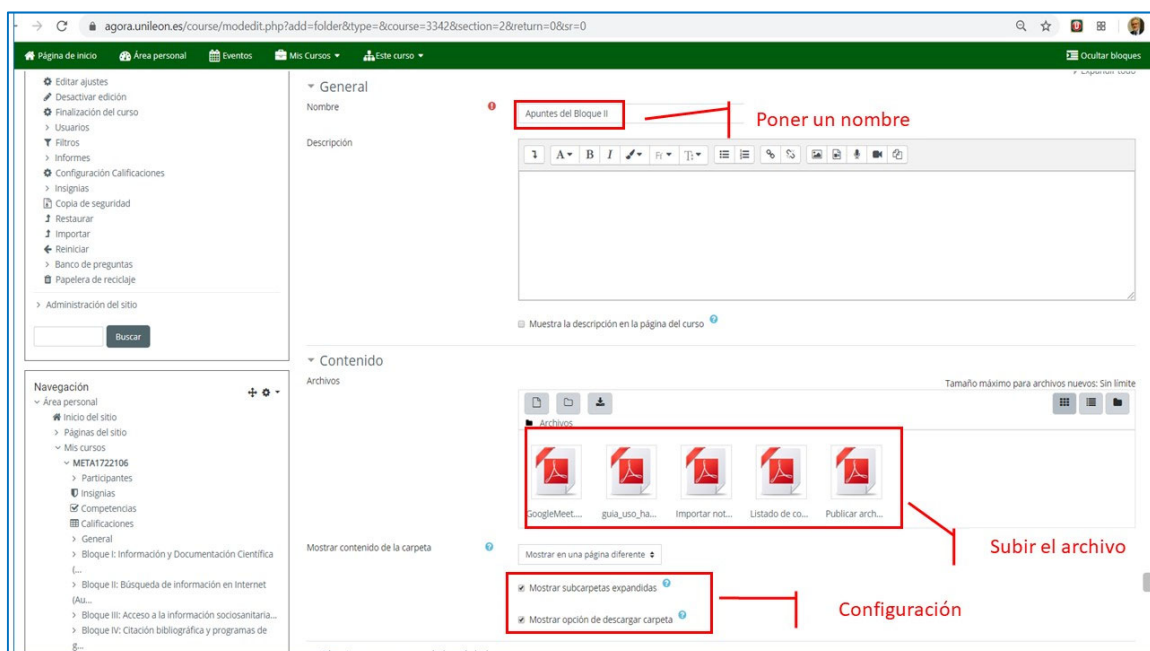 agora.unileon.es/course/modedit.php?add=folder&type=&course=3342&section=2&return=0&sr=0
Página de inicio Área personal Eventos Mis Cursos Este curso Ocultar bloques
Editar ajustes
Desactivar edición
Finalización del curso
Usuarios
Filtros
Informes
Configuración Calificaciones
Insignias
Copia de seguridad
Restaurar
Importar
Reiniciar
Banco de preguntas
Papelera de reciclaje
Administración del sitio
Buscar
Navegación
Área personal
Inicio del sitio
Páginas del sitio
Mis cursos
META1722106
Participantes
Insignias
Competencias
Calificaciones
General
Bloque I: Información y Documentación Científica
(...
Bloque II: Búsqueda de información en Internet
(Au...
Bloque III: Acceso a la información sociosanitaria...
Bloque IV: Citación bibliográfica y programas de
g...
Expandir todo
General
Nombre
Apuntes del Bloque II
Poner un nombre
Descripción
A B I Tl
Muestra la descripción en la página del curso
Contenido
Archivos
Tamaño máximo para archivos nuevos: Sin límite
Archivos
GoogleMeet.... guia_uso_ha... Importar not... Listado de co... Publicar arch...
Subir el archivo
Mostrar contenido de la carpeta
Mostrar en una página diferente
Mostrar subcarpetas expandidas
Mostrar opción de descargar carpeta
Configuración